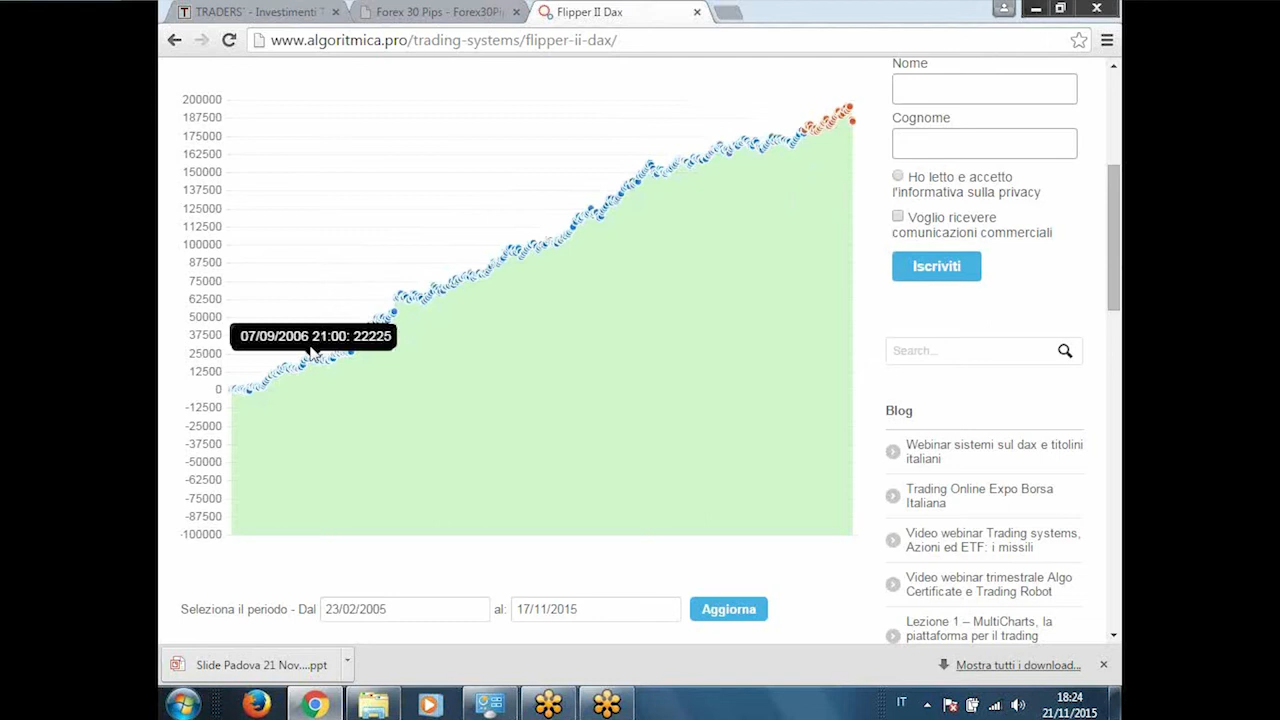 TRADERS' - Investimenti T
Forex 30 Pips - Forex30Pi
Flipper II Dax
www.algoritmica.pro/trading-systems/flipper-ii-dax/
Nome
Cognome
Ho letto e accetto
l'informativa sulla privacy
Voglio ricevere
comunicazioni commerciali
Iscriviti
200000
187500
175000
162500
150000
137500
125000
112500
100000
87500
75000
62500
50000
37500
25000
12500
0
-12500
-25000
-37500
-50000
-62500
-75000
-87500
-100000
07/09/2006 21:00: 22225
Search...
Blog
Webinar sistemi sul dax e titolini
italiani
Trading Online Expo Borsa
Italiana
Video webinar Trading systems,
Azioni ed ETF: i missili
Video webinar trimestrale Algo
Certificate e Trading Robot
Lezione 1 – MultiCharts, la
piattaforma per il trading
Seleziona il periodo - Dal 23/02/2005 al: 17/11/2015 Aggiorna
Slide Padova 21 Nov....ppt
Mostra tutti i download...
IT
18:24
21/11/2015